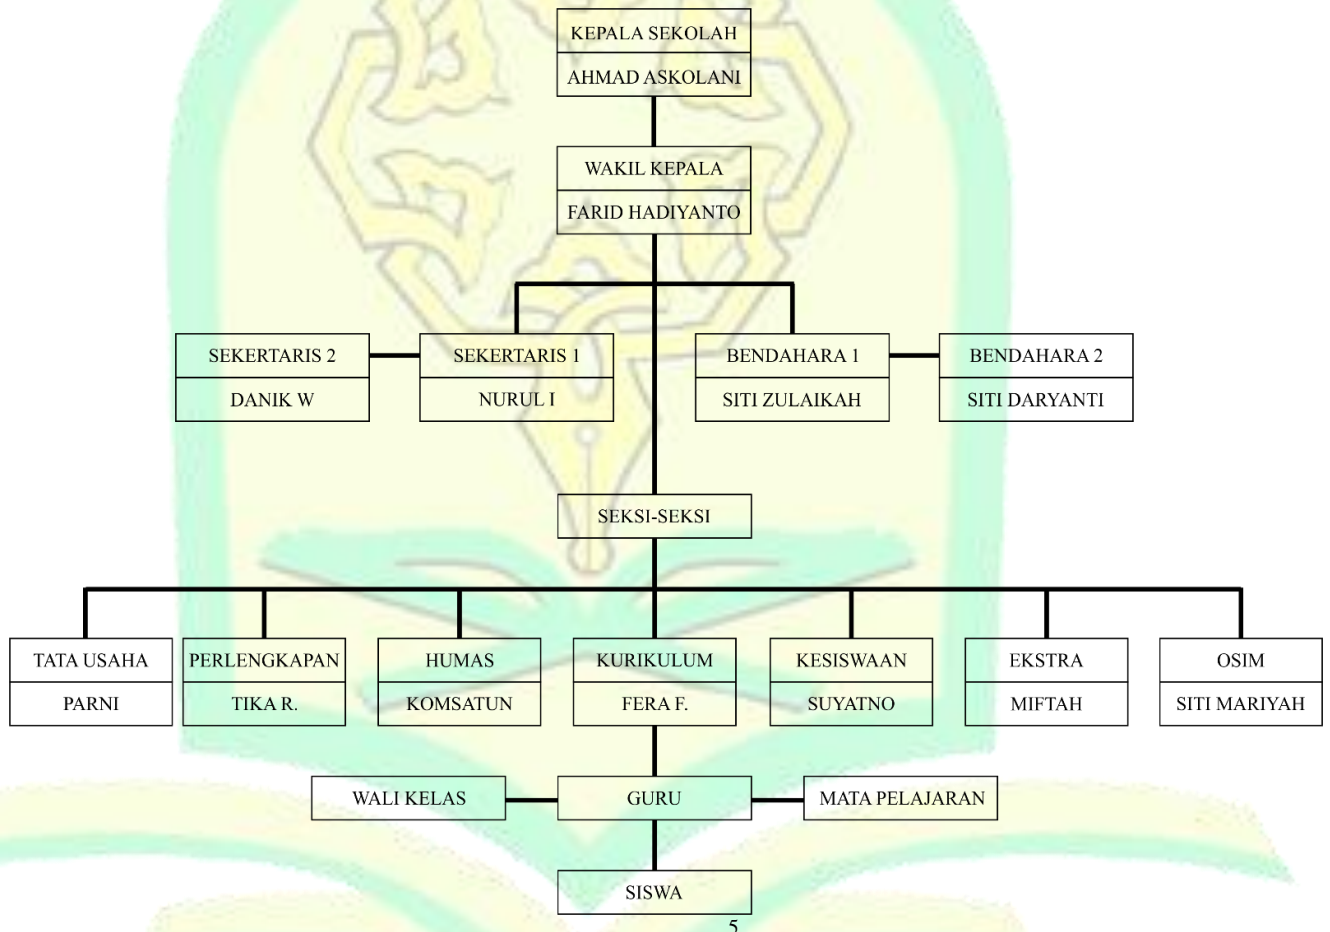 KEPALA SEKOLAH
AHMAD ASKOLANI
WAKIL KEPALA
FARID HADIYANTO
SEKERTARIS 2
DANIK W
SEKERTARIS 1
NURUL I
BENDAHARA 1
SITI ZULAIKAH
BENDAHARA 2
SITI DARYANTI
SEKSI-SEKSI
TATA USAHA
PARNI
PERLENGKAPAN
TIKA R.
HUMAS
KOMSATUN
KURIKULUM
FERA F.
KESISWAAN
SUYATNO
EKSTRA
MIFTAH
OSIM
SITI MARIYAH
WALI KELAS
GURU
MATA PELAJARAN
SISWA
5